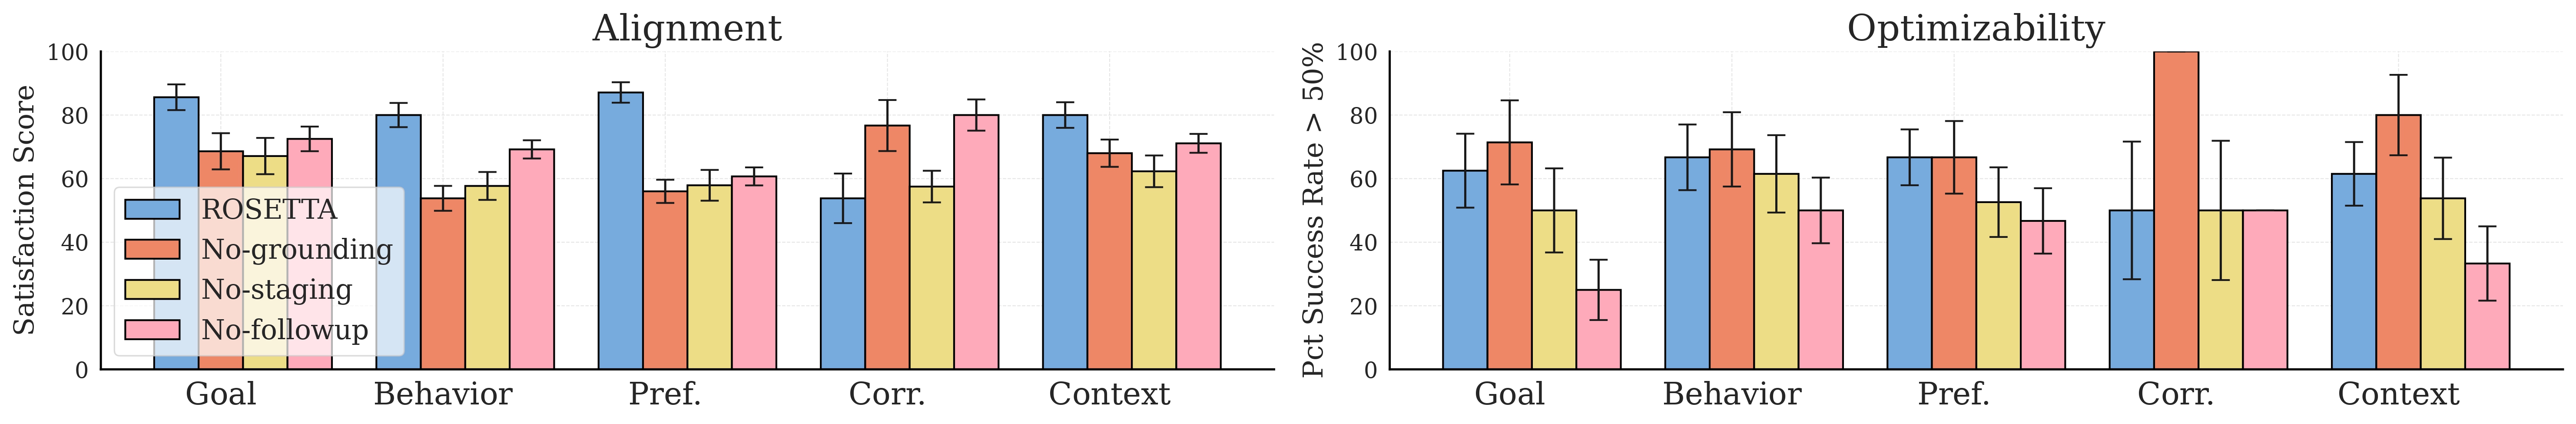 Alignment
Satisfaction Score
100
80
60
40
20
0
ROSETTA
No-grounding
No-staging
No-followup
Goal
Behavior
Pref.
Corr.
Context
Optimizability
Pct Success Rate > 50%
100
80
60
40
20
0
Goal
Behavior
Pref.
Corr.
Context